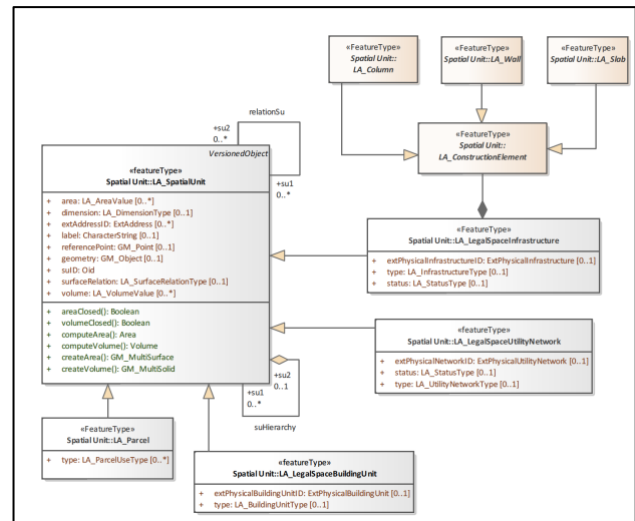 «FeatureType»
Spatial Unit::
LA_Column
«FeatureType»
Spatial Unit::LA_Wall
«FeatureType»
Spatial Unit::LA_Slab
relationSu
+su2
0..*
VersionedObject
+su1
0..*
«featureType»
Spatial Unit::LA_SpatialUnit
+ area: LA_AreaValue [0..*]
+ dimension: LA_DimensionType [0..1]
+ extAddressID: ExtAddress [0..*]
+ label: CharacterString [0..1]
+ referencePoint: GM_Point [0..1]
+ geometry: GM_Object [0..1]
+ suID: Oid
+ surfaceRelation: LA_SurfaceRelationType [0..1]
+ volume: LA_VolumeValue [0..*]
+ areaClosed(): Boolean
+ volumeClosed(): Boolean
+ computeArea(): Area
+ computeVolume(): Volume
+ createArea(): GM_MultiSurface
+ createVolume(): GM_MultiSolid
«FeatureType»
Spatial Unit::
LA_ConstructionElement
«featureType»
Spatial Unit::LA_LegalSpaceInfrastructure
+ extPhysicalInfrastructureID: ExtPhysicalInfrastructure [0..1]
+ type: LA_InfrastructureType [0..1]
+ status: LA_StatusType [0..1]
«featureType»
Spatial Unit::LA_LegalSpaceUtilityNetwork
+ extPhysicalNetworkID: ExtPhysicalUtilityNetwork [0..1]
+ status: LA_StatusType [0..1]
+ type: LA_UtilityNetworkType [0..1]
+su2
0..1
+su1
0..*
suHierarchy
«featureType»
Spatial Unit::LA_Parcel
+ type: LA_ParcelUseType [0..*]
«featureType»
Spatial Unit::LA_LegalSpaceBuildingUnit
+ extPhysicalBuildingUnitID: ExtPhysicalBuildingUnit [0..1]
+ type: LA_BuildingUnitType [0..1]